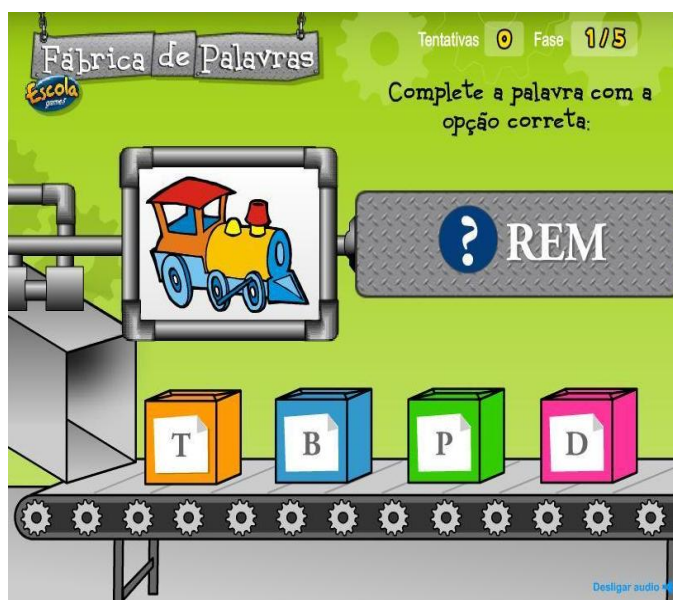 Fábrica de Palavras
Escola
games
Tentativas 0 Fase 1/5
Complete a palavra com a
opção correta:
? REM
T B P D
Desligar audio